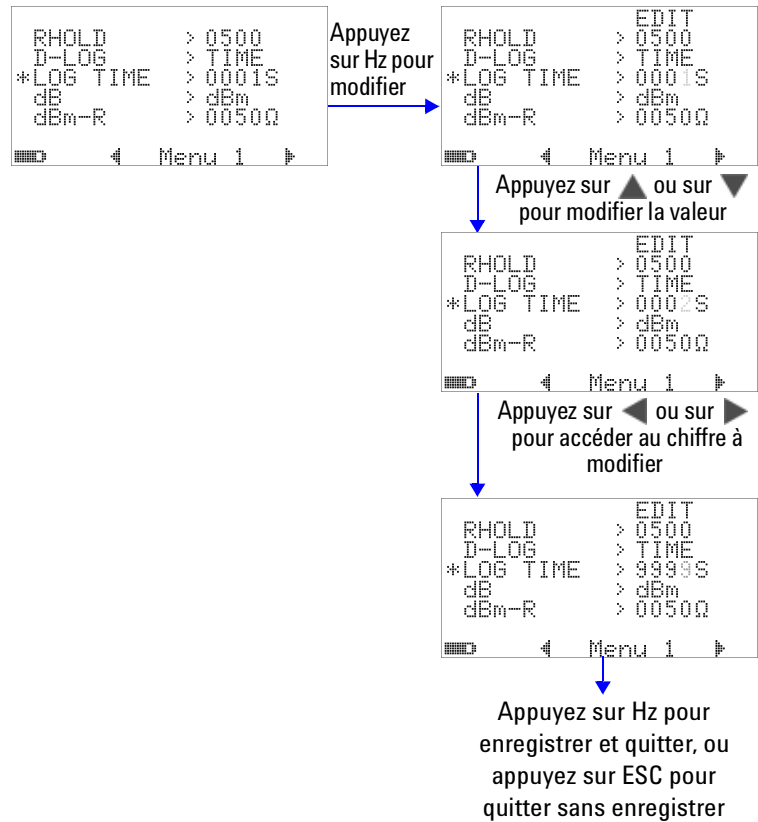 RHOLD > 0500
D-LOG > TIME
*LOG TIME > 0001S
dB > dBm
dBm-R > 0050Ω
Menu 1
Appuyez
sur Hz pour
modifier
EDIT
RHOLD > 0500
D-LOG > TIME
*LOG TIME > 0001S
dB > dBm
dBm-R > 0050Ω
Menu 1
Appuyez sur ▲ ou sur ▼
pour modifier la valeur
EDIT
RHOLD > 0500
D-LOG > TIME
*LOG TIME > 0002S
dB > dBm
dBm-R > 0050Ω
Menu 1
Appuyez sur ◀ ou sur ▶
pour accéder au chiffre à
modifier
EDIT
RHOLD > 0500
D-LOG > TIME
*LOG TIME > 9999S
dB > dBm
dBm-R > 0050Ω
Menu 1
Appuyez sur Hz pour
enregistrer et quitter, ou
appuyez sur ESC pour
quitter sans enregistrer